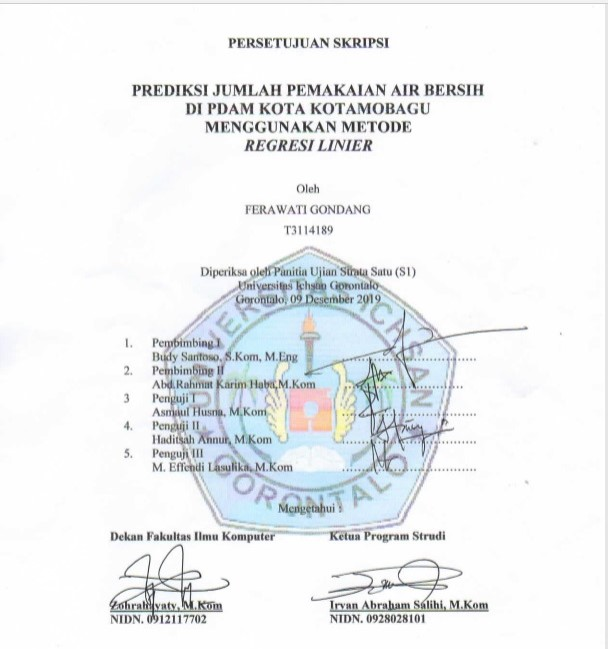 PERSETUJUAN SKRIPSI
PREDIKSI JUMLAH PEMAKAIAN AIR BERSIH
DI PDAM KOTA KOTAMOBAGU
MENGGUNAKAN METODE
REGRESI LINIER
Oleh
FERAWATI GONDANG
T3114189
Diperiksa oleh Panitia Ujian Strata Satu (S1)
Universitas Ichsan Gorontalo
Gorontalo, 09 Desember 2019
UNIVERSITAS ICHSAN
GORONTALO
1. Pembimbing I
Budy Santoso, S.Kom, M.Eng
2. Pembimbing II
Abd.Rahmat Karim Haba,M.Kom
3 Penguji I
Asmaul Husna, M.Kom
4. Penguji II
Haditsah Annur, M.Kom
5. Penguji III
M. Effendi Lasulika, M.Kom
Mengetahui :
Dekan Fakultas Ilmu Komputer Ketua Program Strudi
Zohrahayaty, M.Kom Irvan Abraham Salihi, M.Kom
NIDN. 0912117702 NIDN. 0928028101